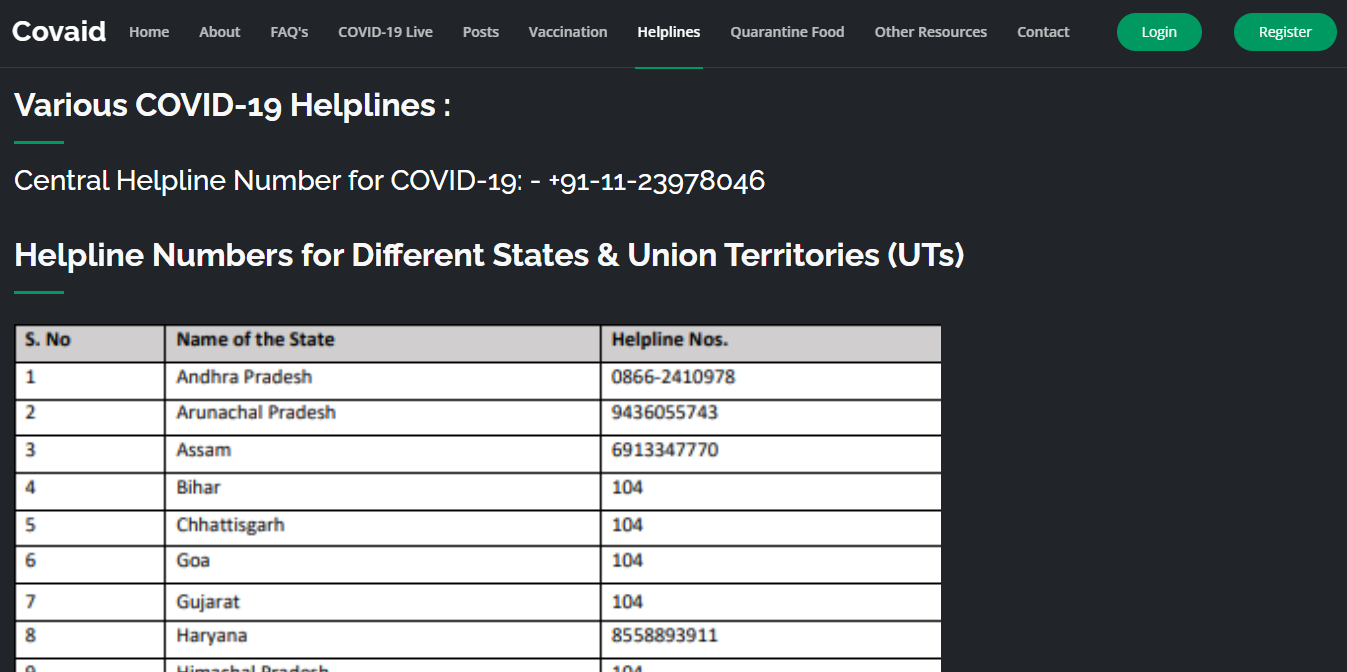 Covaid Home About FAQ's COVID-19 Live Posts Vaccination Helplines Quarantine Food Other Resources Contact Login Register
Various COVID-19 Helplines :
Central Helpline Number for COVID-19: - +91-11-23978046
Helpline Numbers for Different States & Union Territories (UTs)
S. No Name of the State Helpline Nos.
1 Andhra Pradesh 0866-2410978
2 Arunachal Pradesh 9436055743
3 Assam 6913347770
4 Bihar 104
5 Chhattisgarh 104
6 Goa 104
7 Gujarat 104
8 Haryana 8558893911
9 Himachal Pradesh 104